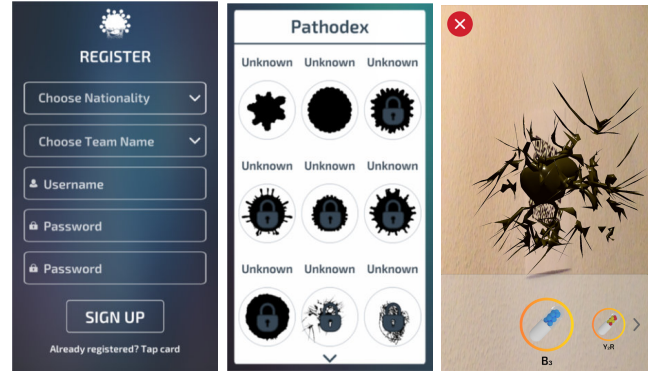 REGISTER
Choose Nationality
Choose Team Name
Username
Password
Password
SIGN UP
Already registered? Tap card
Pathodex
Unknown Unknown Unknown
Unknown Unknown Unknown
Unknown Unknown Unknown
B₃
Y₂R